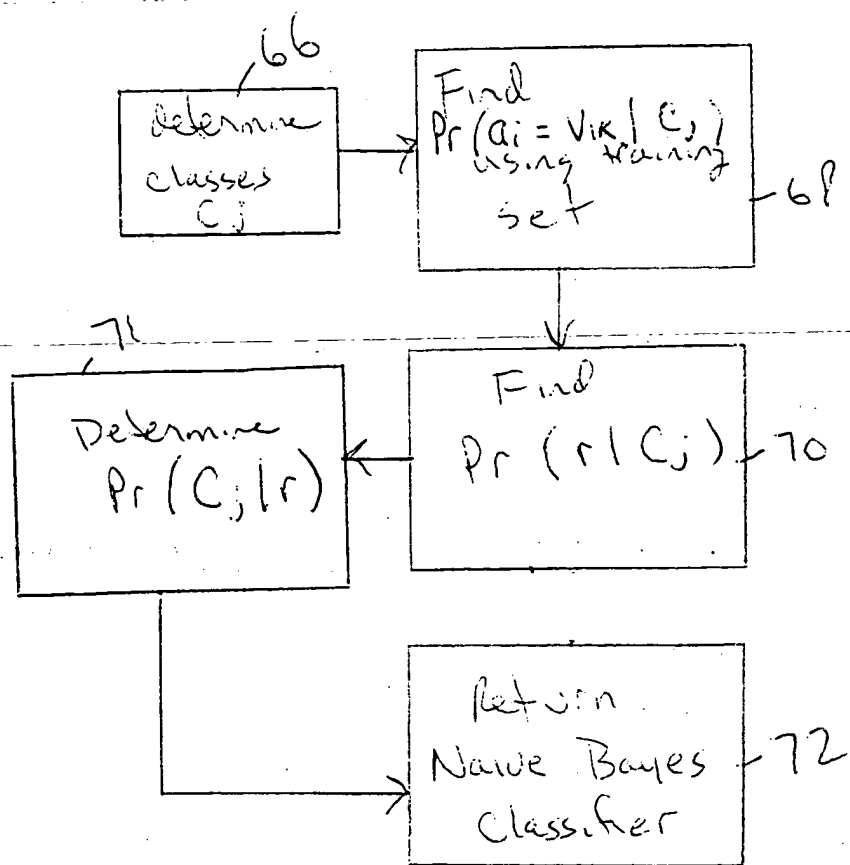 66
determine
classes
Cj
Find
Pr(ai = Vik | Cj)
using training
set
68
Find
Pr (r | Cj)
70
71
Determine
Pr(Cj | r)
Return
Naive Bayes
Classifier
72